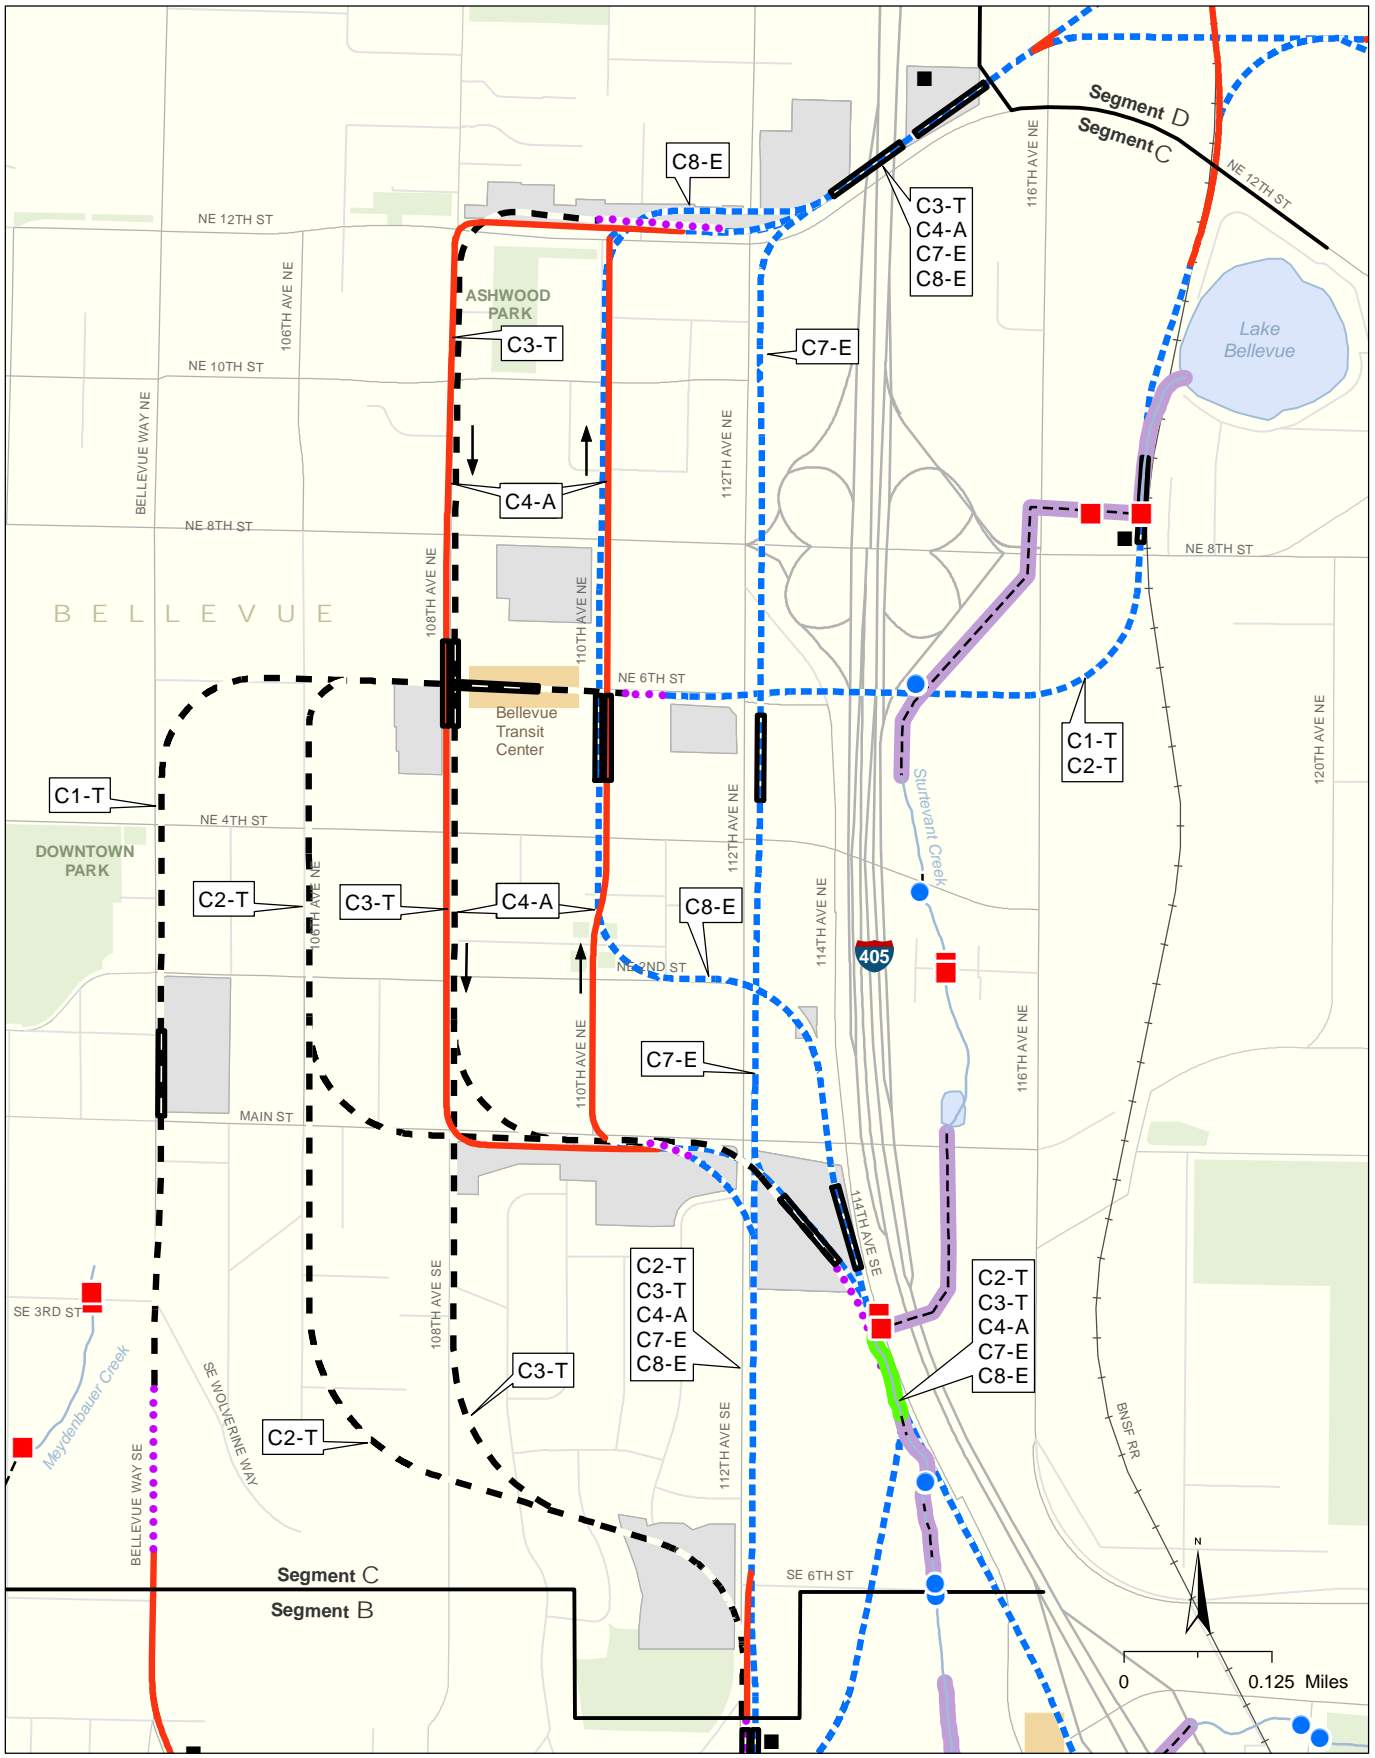 Segment D
Segment C
C8-E
NE 12TH ST
116TH AVE NE
NE 12TH ST
C3-T
C4-A
C7-E
C8-E
106TH AVE NE
ASHWOOD
PARK
C3-T
C7-E
Lake
Bellevue
NE 10TH ST
BELLEVUE WAY NE
112TH AVE NE
C4-A
NE 8TH ST
NE 8TH ST
108TH AVE NE
110TH AVE NE
BELLEVUE
NE 6TH ST
Bellevue
Transit
Center
C1-T
C2-T
120TH AVE NE
C1-T
Sturtevant Creek
NE 4TH ST
112TH AVE NE
DOWNTOWN
PARK
C2-T
106TH AVE NE
C3-T
C4-A
C8-E
114TH AVE NE
405
NE 2ND ST
C7-E
110TH AVE NE
116TH AVE NE
MAIN ST
114TH AVE SE
C2-T
C3-T
C4-A
C7-E
C8-E
C2-T
C3-T
C4-A
C7-E
C8-E
SE 3RD ST
108TH AVE SE
Meydenbauer Creek
SE WOLVERINE WAY
C3-T
C2-T
112TH AVE SE
BNSF RR
BELLEVUE WAY SE
N
Segment C
Segment B
SE 6TH ST
0
0.125 Miles